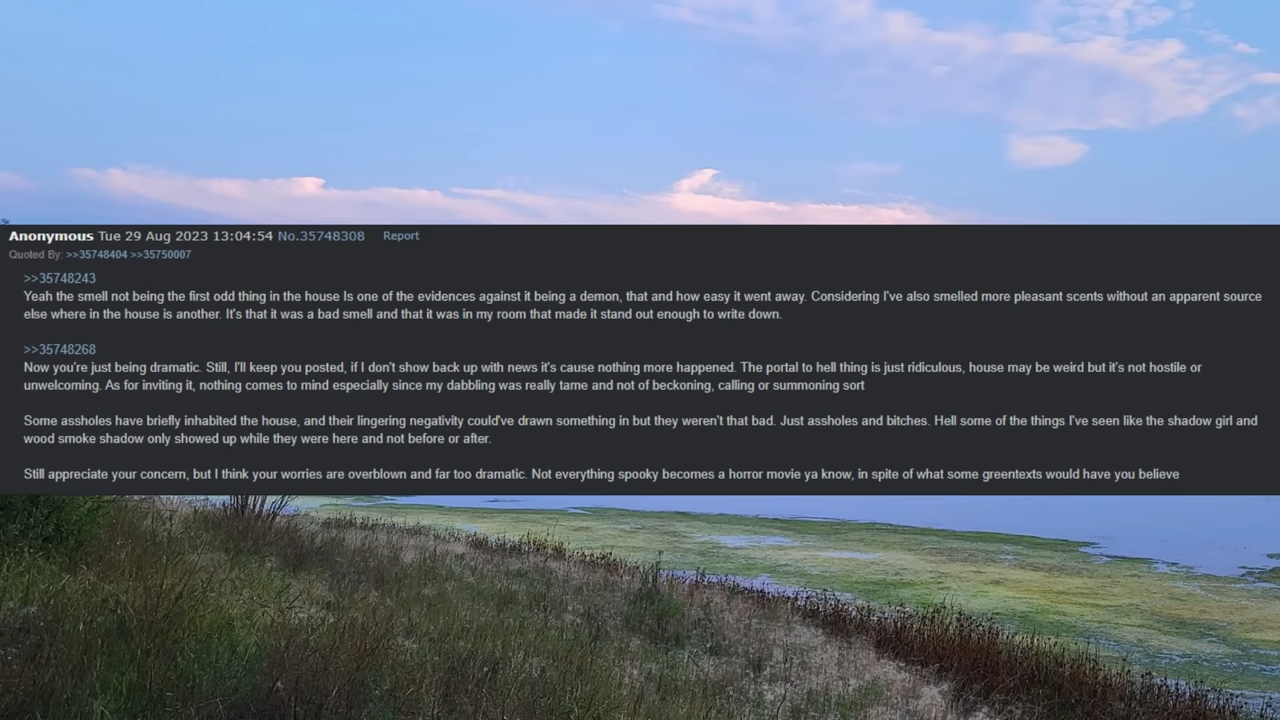 Anonymous Tue 29 Aug 2023 13:04:54 No.35748308 Report
Quoted By: >>35748404 >>35750007
>>35748243
Yeah the smell not being the first odd thing in the house Is one of the evidences against it being a demon, that and how easy it went away. Considering I've also smelled more pleasant scents without an apparent source
else where in the house is another. It's that it was a bad smell and that it was in my room that made it stand out enough to write down.
>>35748268
Now you're just being dramatic. Still, I'll keep you posted, if I don't show back up with news it's cause nothing more happened. The portal to hell thing is just ridiculous, house may be weird but it's not hostile or
unwelcoming. As for inviting it, nothing comes to mind especially since my dabbling was really tame and not of beckoning, calling or summoning sort
Some assholes have briefly inhabited the house, and their lingering negativity could've drawn something in but they weren't that bad. Just assholes and bitches. Hell some of the things I've seen like the shadow girl and
wood smoke shadow only showed up while they were here and not before or after.
Still appreciate your concern, but I think your worries are overblown and far too dramatic. Not everything spooky becomes a horror movie ya know, in spite of what some greentexts would have you believe